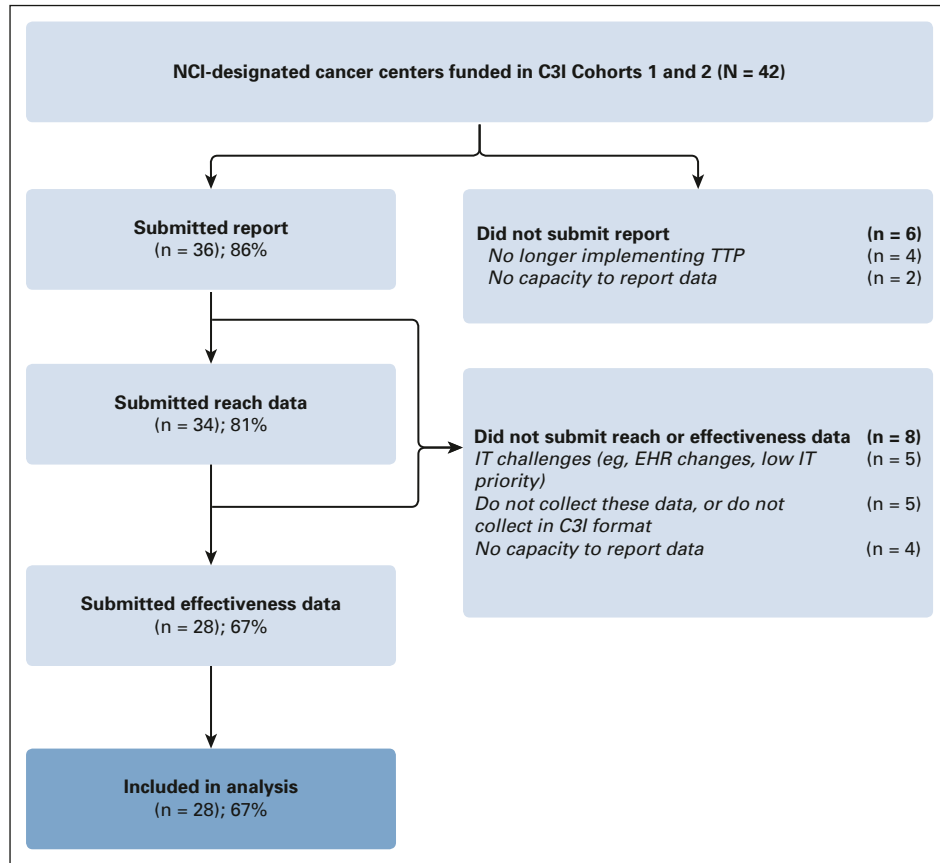 NCI-designated cancer centers funded in C3I Cohorts 1 and 2 (N = 42)
Submitted report
(n = 36); 86%
Did not submit report (n = 6)
No longer implementing TTP (n = 4)
No capacity to report data (n = 2)
Submitted reach data
(n = 34); 81%
Did not submit reach or effectiveness data (n = 8)
IT challenges (eg, EHR changes, low IT (n = 5)
priority)
Do not collect these data, or do not (n = 5)
collect in C3I format
No capacity to report data (n = 4)
Submitted effectiveness data
(n = 28); 67%
Included in analysis
(n = 28); 67%